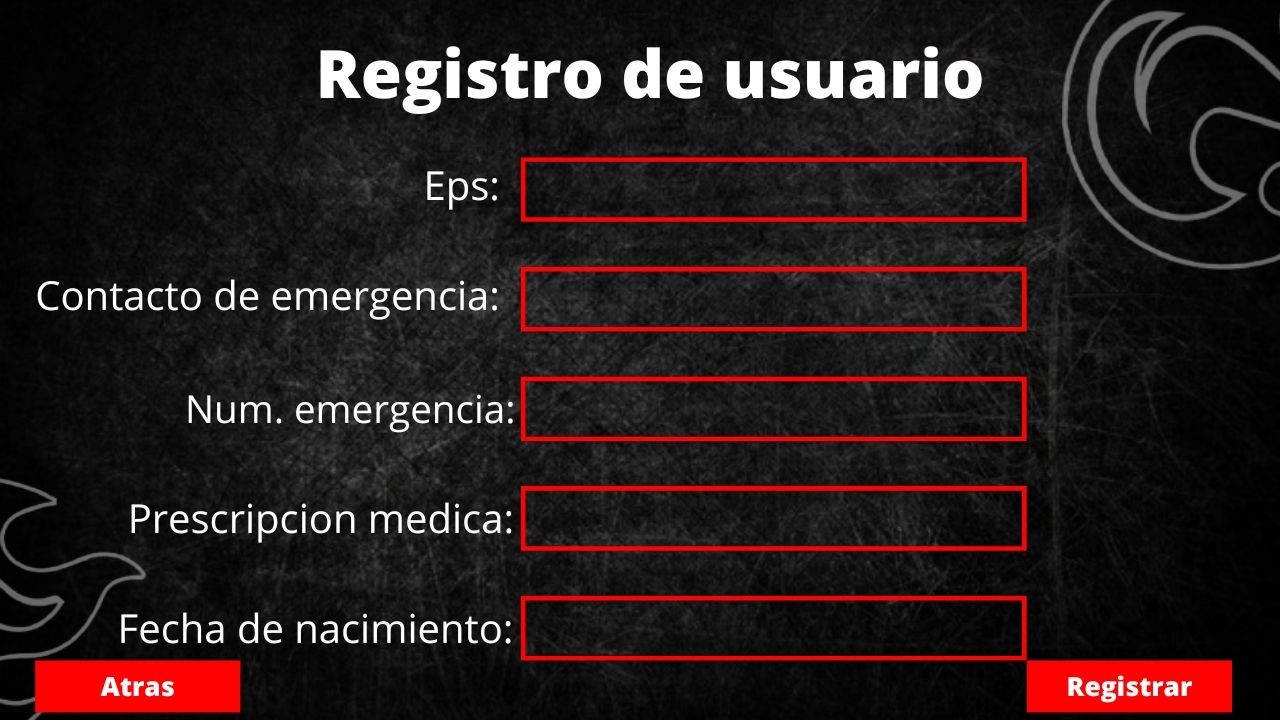 Registro de usuario
Eps:
Contacto de emergencia:
Num. emergencia:
Prescripcion medica:
Fecha de nacimiento:
Atras
Registrar